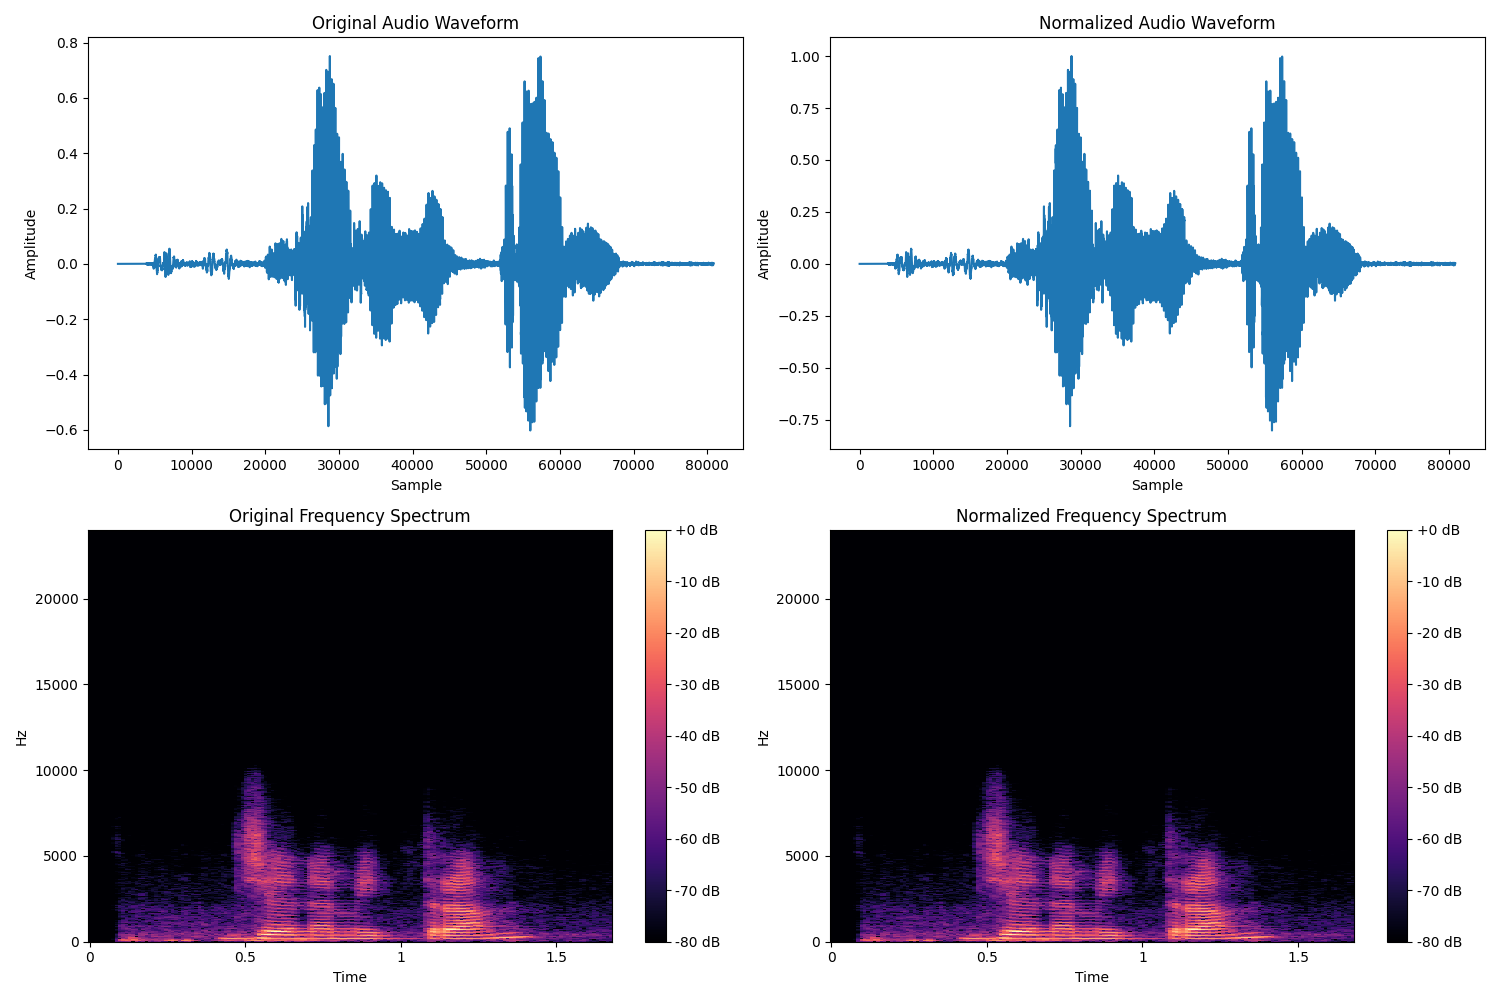 Original Audio Waveform
0.8
0.6
0.4
0.2
0.0
−0.2
−0.4
−0.6
Amplitude
0 10000 20000 30000 40000 50000 60000 70000 80000
Sample
Normalized Audio Waveform
1.00
0.75
0.50
0.25
0.00
−0.25
−0.50
−0.75
Amplitude
0 10000 20000 30000 40000 50000 60000 70000 80000
Sample
Original Frequency Spectrum
20000
15000
10000
5000
0
Hz
0 0.5 1 1.5
Time
+0 dB
-10 dB
-20 dB
-30 dB
-40 dB
-50 dB
-60 dB
-70 dB
-80 dB
Normalized Frequency Spectrum
20000
15000
10000
5000
0
Hz
0 0.5 1 1.5
Time
+0 dB
-10 dB
-20 dB
-30 dB
-40 dB
-50 dB
-60 dB
-70 dB
-80 dB